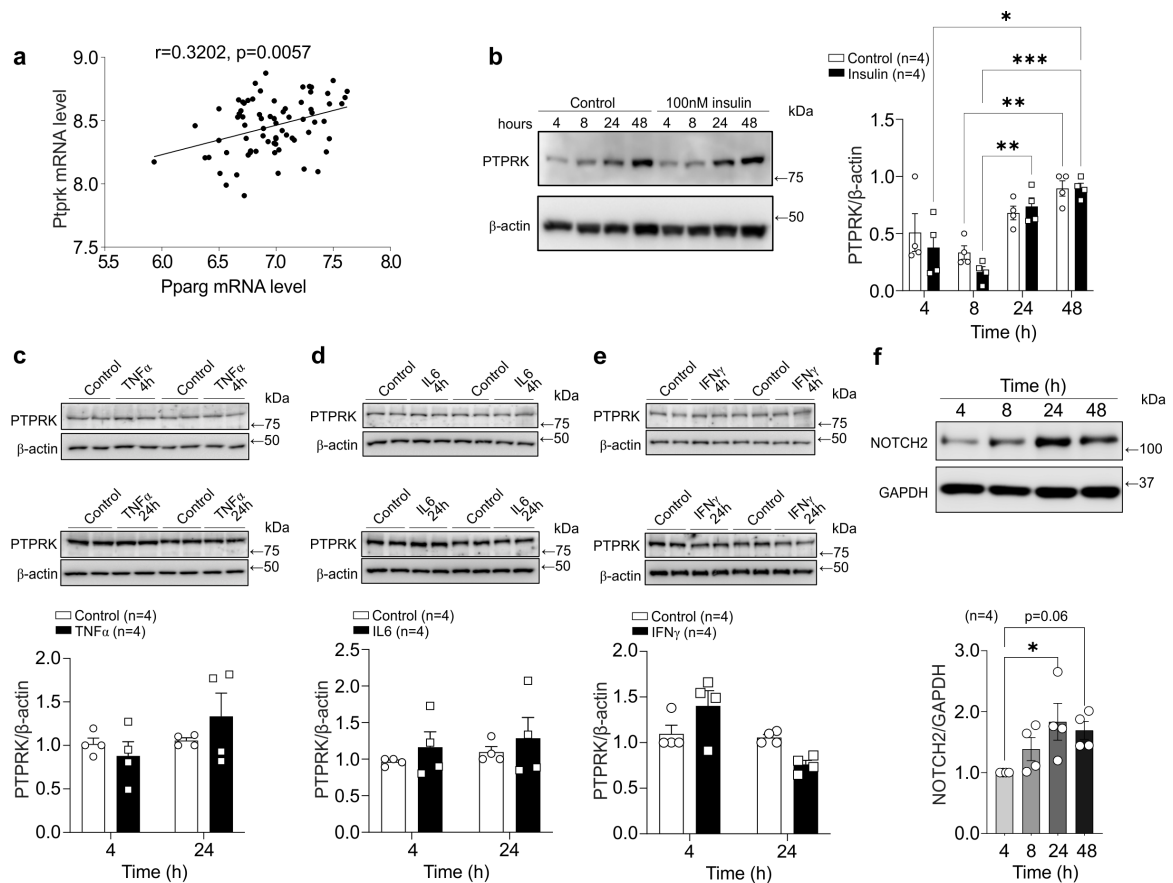 a
r=0.3202, p=0.0057
9.0
8.5
8.0
7.5
Ptprk mRNA level
5.5 6.0 6.5 7.0 7.5 8.0
Pparg mRNA level
b
Control 100nM insulin kDa
hours 4 8 24 48 4 8 24 48
PTPRK
←75
←50
β-actin
*
Control (n=4)
Insulin (n=4)
***
**
**
1.5
1.0
0.5
0.0
PTPRK/β-actin
4 8 24 48
Time (h)
c
Control TNFα 4h Control TNFα 4h
kDa
PTPRK
←75
←50
β-actin
Control TNFα 24h Control TNFα 24h
kDa
PTPRK
←75
←50
β-actin
Control (n=4)
TNFα (n=4)
2.0
1.5
1.0
0.5
0.0
PTPRK/β-actin
4 24
Time (h)
d
Control IL6 4h Control IL6 4h
kDa
PTPRK
←75
←50
β-actin
Control IL6 24h Control IL6 24h
kDa
PTPRK
←75
←50
β-actin
Control (n=4)
IL6 (n=4)
2.5
2.0
1.5
1.0
0.5
0.0
PTPRK/β-actin
4 24
Time (h)
e
Control IFNγ 4h Control IFNγ 4h
kDa
PTPRK
←75
←50
β-actin
Control IFNγ 24h Control IFNγ 24h
kDa
PTPRK
←75
←50
β-actin
Control (n=4)
IFNγ (n=4)
2.0
1.5
1.0
0.5
0.0
PTPRK/β-actin
4 24
Time (h)
f
Time (h)
kDa
4 8 24 48
NOTCH2
←100
←37
GAPDH
(n=4) p=0.06
*
3.0
2.0
1.0
0.0
NOTCH2/GAPDH
4 8 24 48
Time (h)